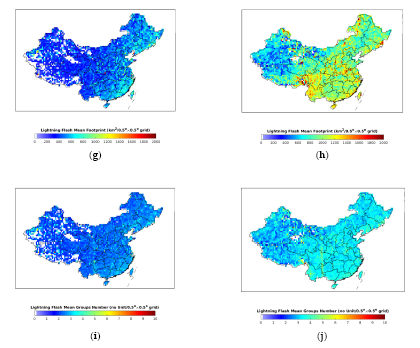 Lightning Flash Mean Footprint (km²/0.5°×0.5° grid)
0 200 400 600 800 1000 1200 1400 1600 1800 2000
(g)
Lightning Flash Mean Footprint (km²/0.5°×0.5° grid)
0 200 400 600 800 1000 1200 1400 1600 1800 2000
(h)
Lightning Flash Mean Groups Number (no Unit/0.5°×0.5° grid)
0 1 2 3 4 5 6 7 8 9 10
(i)
Lightning Flash Mean Groups Number (no Unit/0.5°×0.5° grid)
0 1 2 3 4 5 6 7 8 9 10
(j)